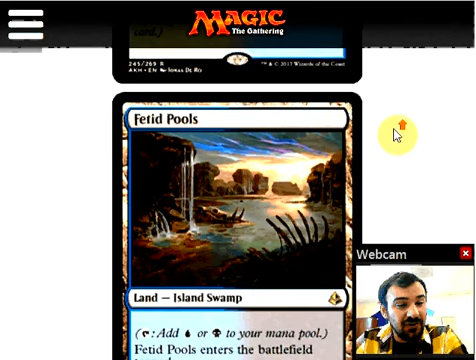 MAGIC
The Gathering
card.)
245/269 R
AKH • EN
™ & © 2017 Wizards of the Coast
Fetid Pools
Land — Island Swamp
( : Add or to your mana pool.)
Fetid Pools enters the battlefield
Webcam